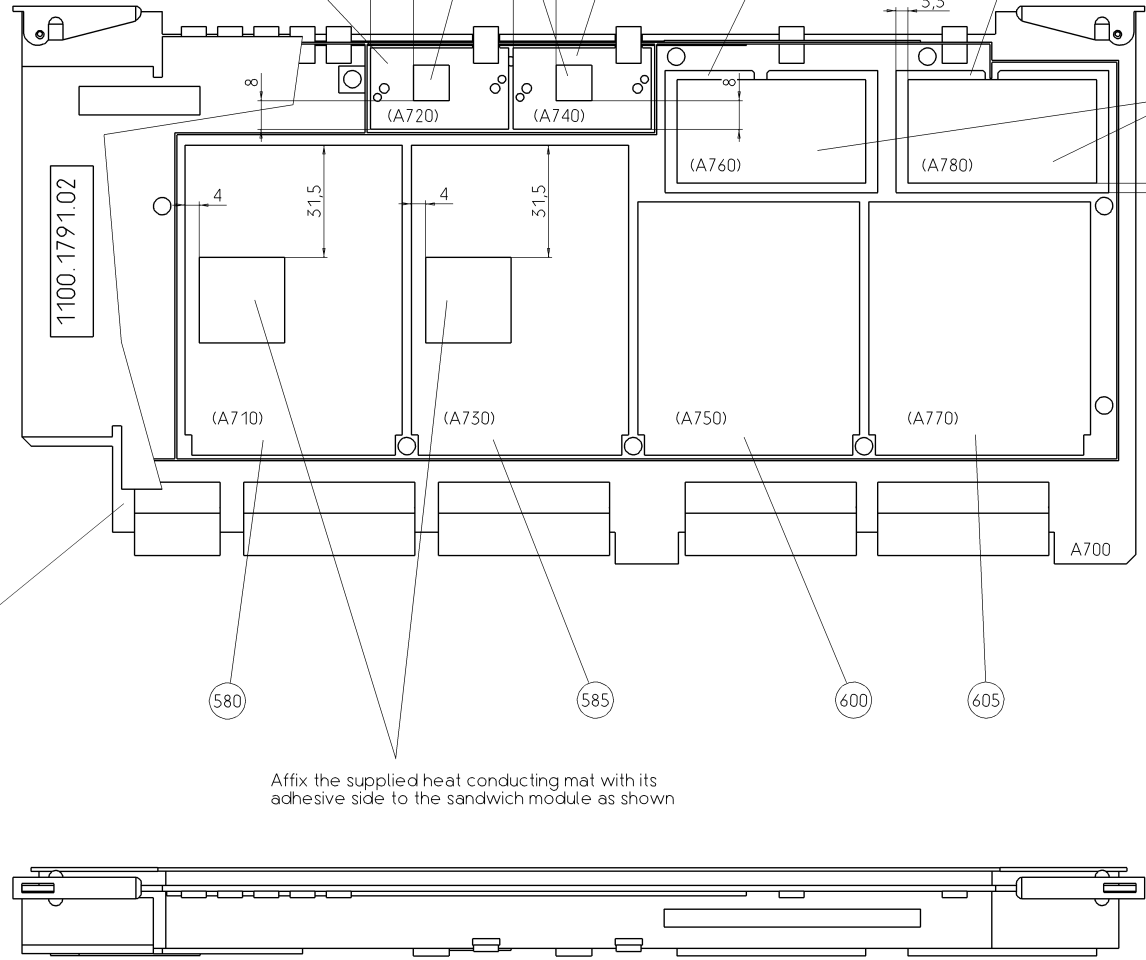 5,5
8
(A720)
(A740)
8
(A760)
(A780)
1100.1791.02
4
31,5
4
31,5
(A710)
(A730)
(A750)
(A770)
A700
580
585
600
605
Affix the supplied heat conducting mat with its
adhesive side to the sandwich module as shown